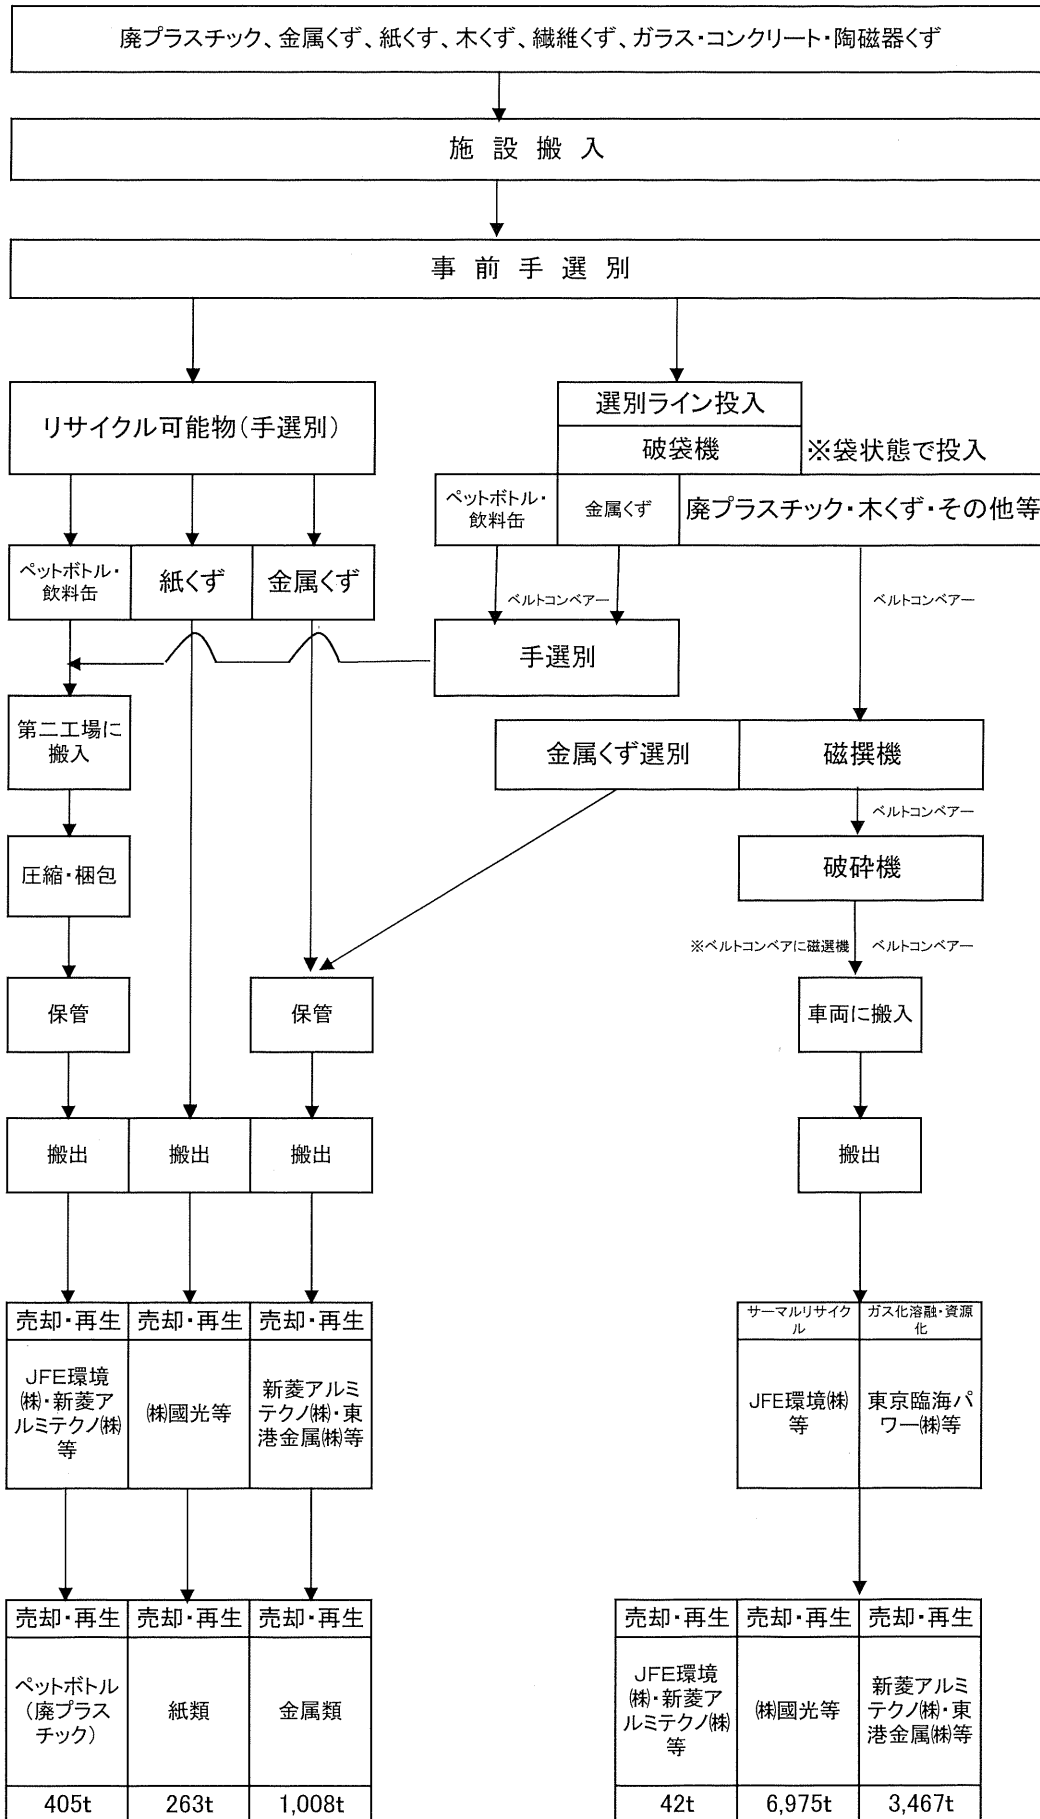 廃プラスチック、金属くず、紙くす、木くず、繊維くず、ガラス・コンクリート・陶磁器くず
施設搬入
事前手選別
リサイクル可能物(手選別)
選別ライン投入
破袋機
※袋状態で投入
ペットボトル・
飲料缶
金属くず
廃プラスチック・木くず・その他等
ペットボトル・
飲料缶
紙くず
金属くず
ベルトコンベアー
ベルトコンベアー
手選別
第二工場に
搬入
金属くず選別
磁撰機
ベルトコンベアー
圧縮・梱包
破砕機
※ベルトコンベアに磁選機
ベルトコンベアー
保管
保管
車両に搬入
搬出
搬出
搬出
搬出
売却・再生
売却・再生
売却・再生
サーマルリサイク
ル
ガス化溶融・資源
化
JFE環境
㈱・新菱ア
ルミテクノ㈱
等
㈱國光等
新菱アルミ
テクノ㈱・東
港金属㈱等
JFE環境㈱
等
東京臨海パ
ワー㈱等
売却・再生
売却・再生
売却・再生
売却・再生
売却・再生
売却・再生
ペットボトル
(廃プラス
チック)
紙類
金属類
JFE環境
㈱・新菱ア
ルミテクノ㈱
等
㈱國光等
新菱アルミ
テクノ㈱・東
港金属㈱等
405t
263t
1,008t
42t
6,975t
3,467t